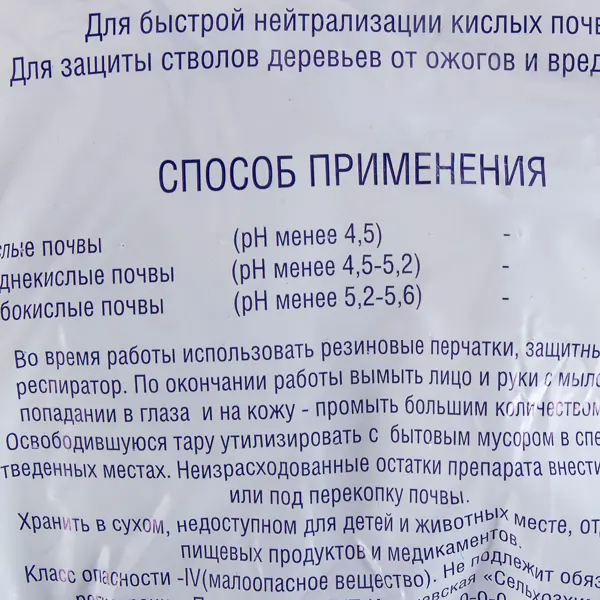 Для быстрой нейтрализации кислых почв
Для защиты стволов деревьев от ожогов и вред
СПОСОБ ПРИМЕНЕНИЯ
слые почвы (pH менее 4,5) -
днекислые почвы (pH менее 4,5-5,2) -
бокислые почвы (pH менее 5,2-5,6) -
Во время работы использовать резиновые перчатки, защитны
респиратор. По окончании работы вымыть лицо и руки с мыло
попадании в глаза и на кожу - промыть большим количеством
Освободившуюся тару утилизировать с бытовым мусором в спе
тведенных местах. Неизрасходованные остатки препарата внести
или под перекопку почвы.
Хранить в сухом, недоступном для детей и животных месте, от
пищевых продуктов и медикаментов.
Класс опасности -IV(малоопасное вещество). Не подлежит обяз
евская «Сельхозхи